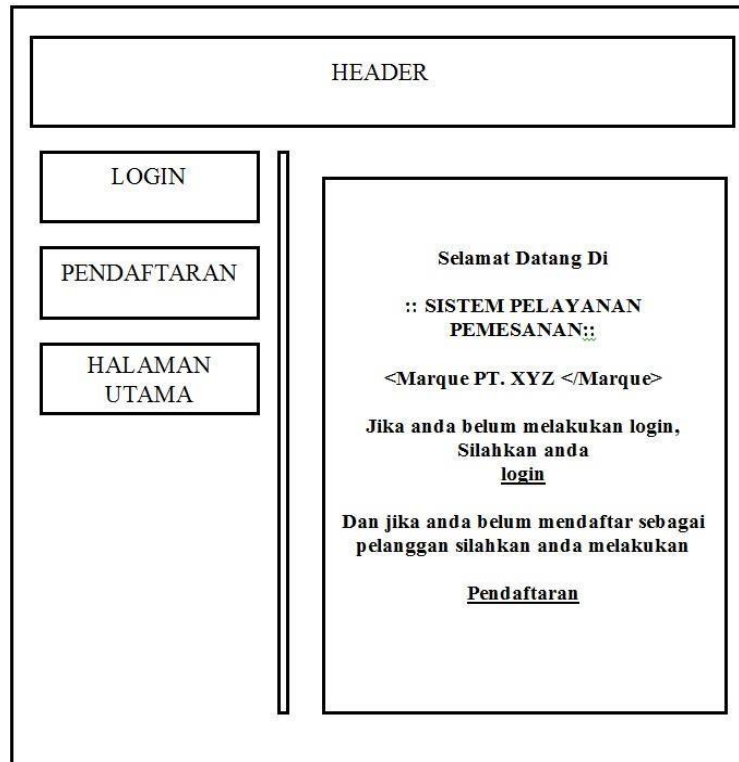 HEADER
LOGIN
PENDAFTARAN
HALAMAN
UTAMA
Selamat Datang Di
:: SISTEM PELAYANAN
PEMESANAN::
<Marque PT. XYZ </Marque>
Jika anda belum melakukan login,
Silahkan anda
login
Dan jika anda belum mendaftar sebagai
pelanggan silahkan anda melakukan
Pendaftaran